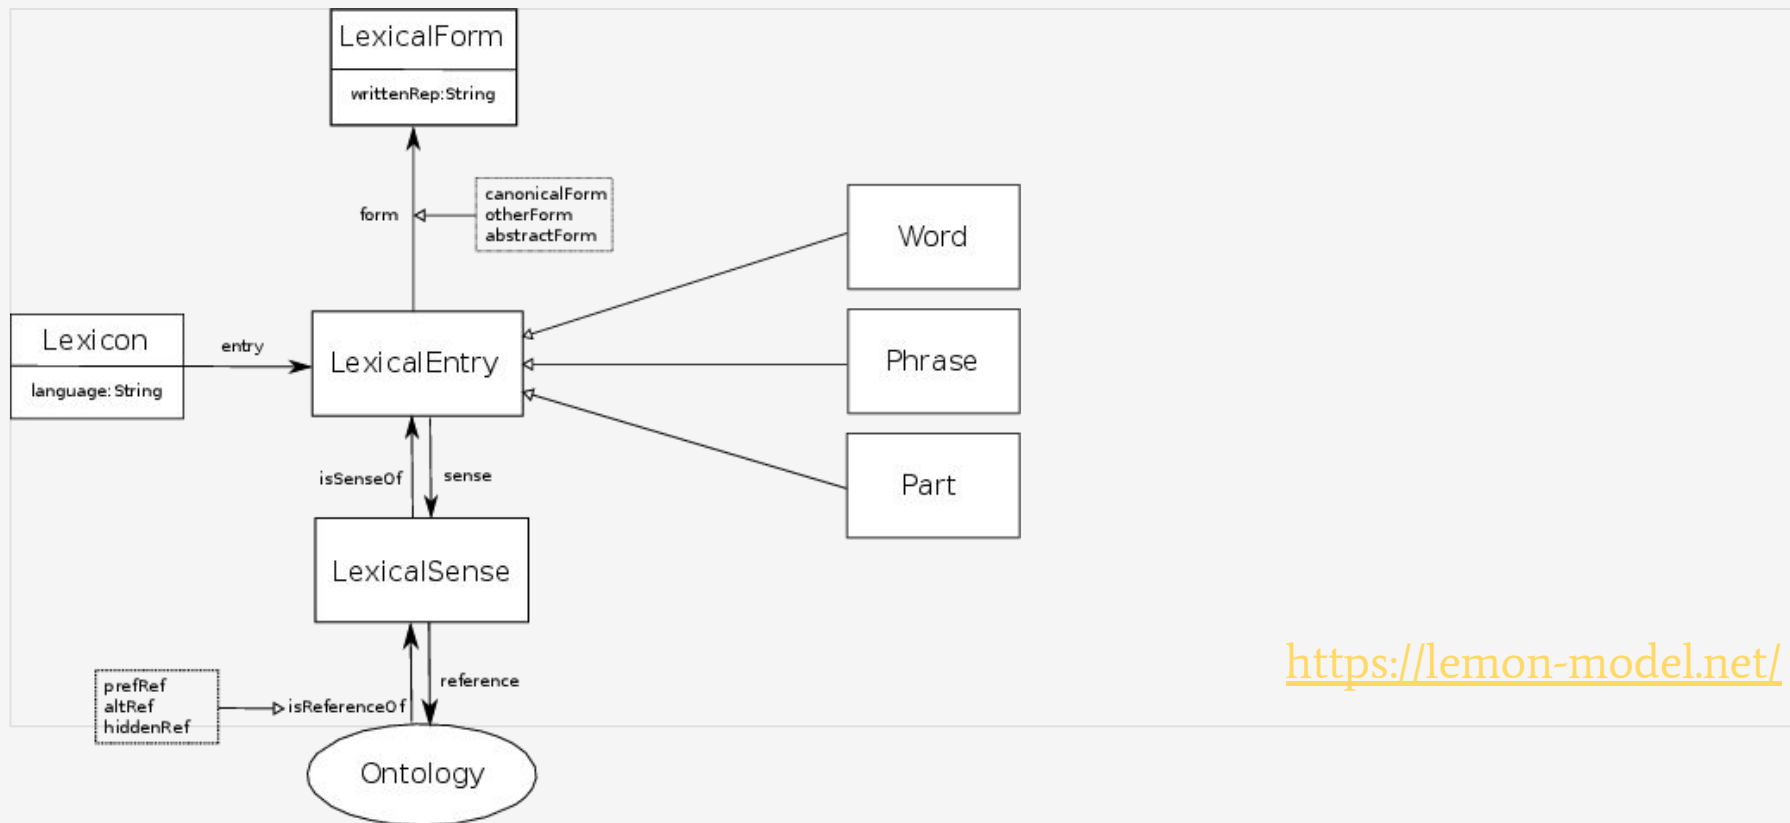 LexicalForm
writtenRep:String
canonicalForm
form
otherForm
abstractForm
Word
Lexicon
language:String
entry
LexicalEntry
Phrase
isSenseOf
sense
Part
LexicalSense
https://lemon-model.net/
prefRef
altRef
hiddenRef
isReferenceOf
reference
Ontology